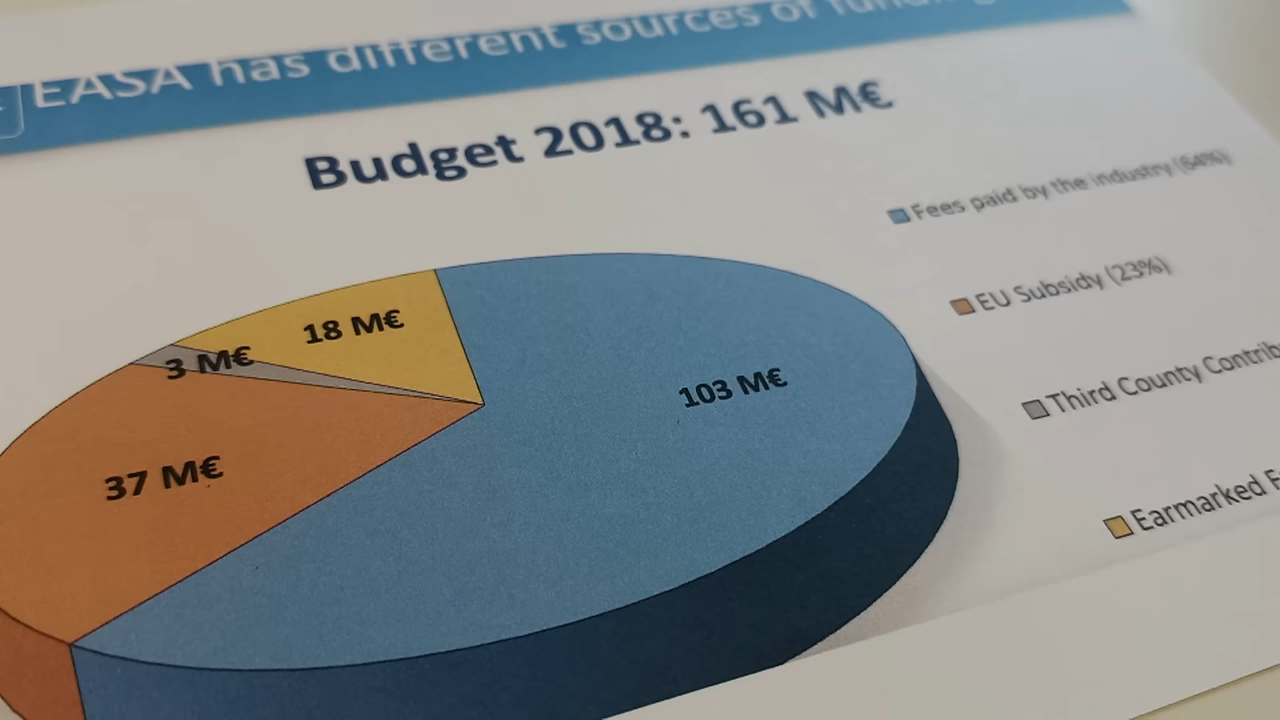 EASA has different sources of funding
Budget 2018: 161 M€
Fees paid by the industry (64%)
EU Subsidy (23%)
Third County Contrib
Earmarked
18 M€
3 M€
103 M€
37 M€